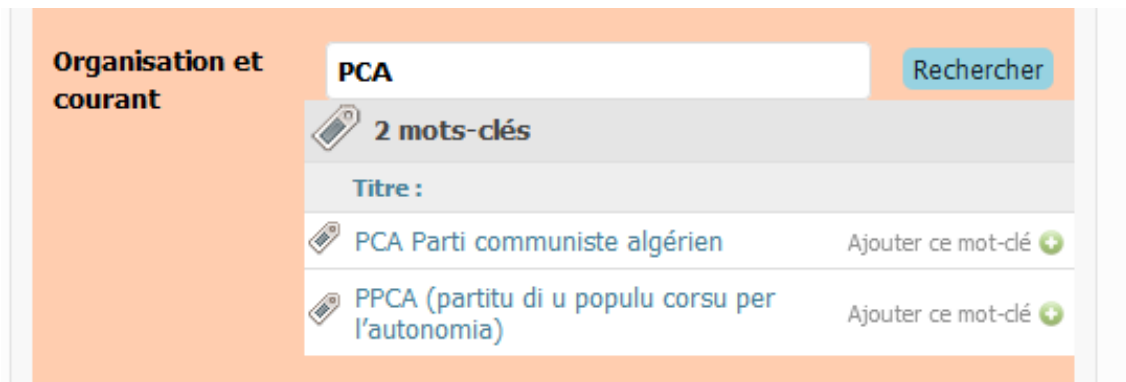 Organisation et
courant
PCA
Rechercher
2 mots-clés
Titre :
PCA Parti communiste algérien
Ajouter ce mot-clé
PPCA (partitu di u populu corsu per
l'autonomia)
Ajouter ce mot-clé